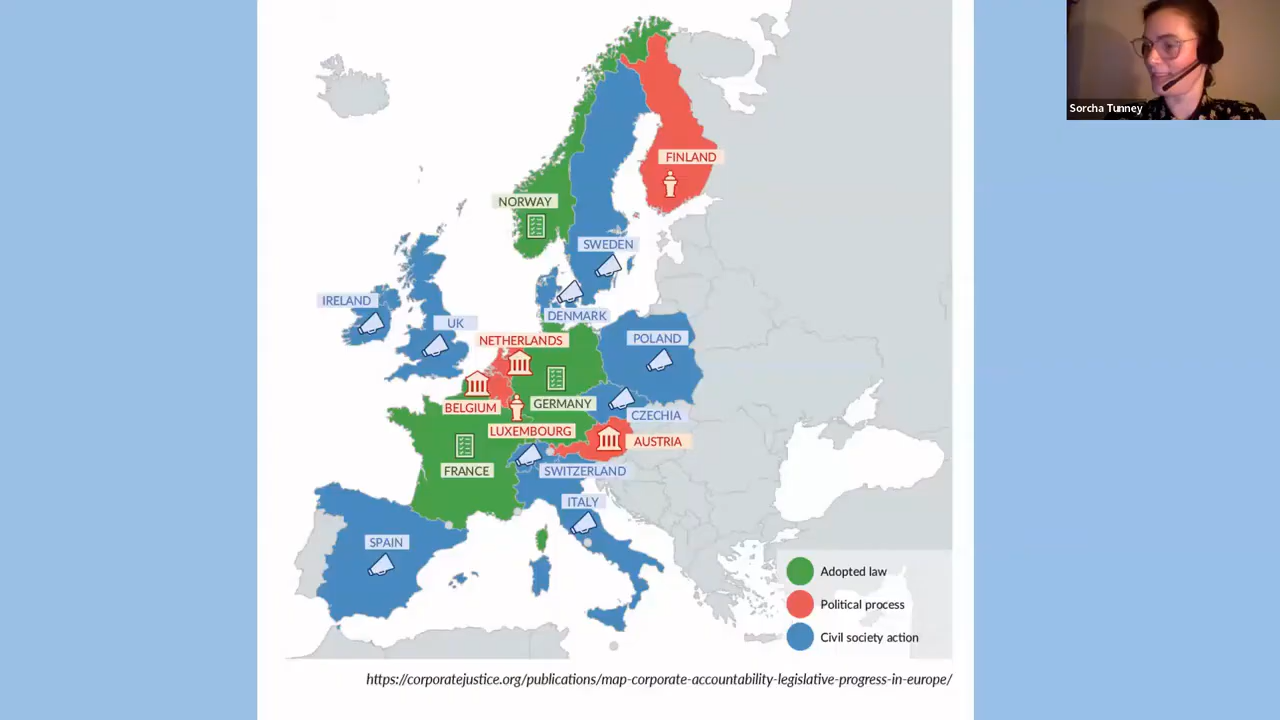 Sorcha Tunney
FINLAND
NORWAY
SWEDEN
IRELAND
DENMARK
UK
POLAND
NETHERLANDS
GERMANY
BELGIUM
CZECHIA
LUXEMBOURG
AUSTRIA
FRANCE
SWITZERLAND
ITALY
SPAIN
Adopted law
Political process
Civil society action
https://corporatejustice.org/publications/map-corporate-accountability-legislative-progress-in-europe/